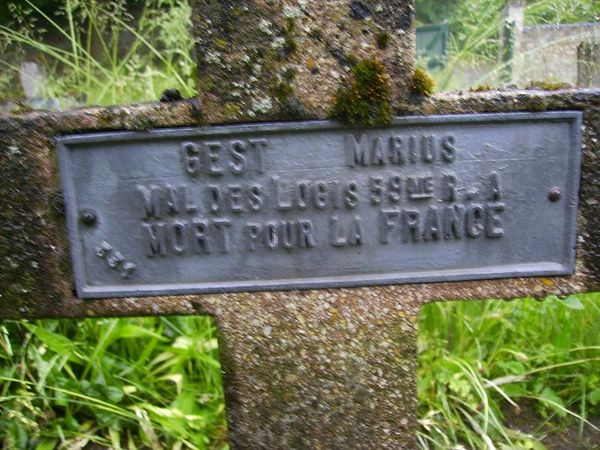 GEST MARIUS
MAL DES LOGIS 59ME R. A
MORT POUR LA FRANCE